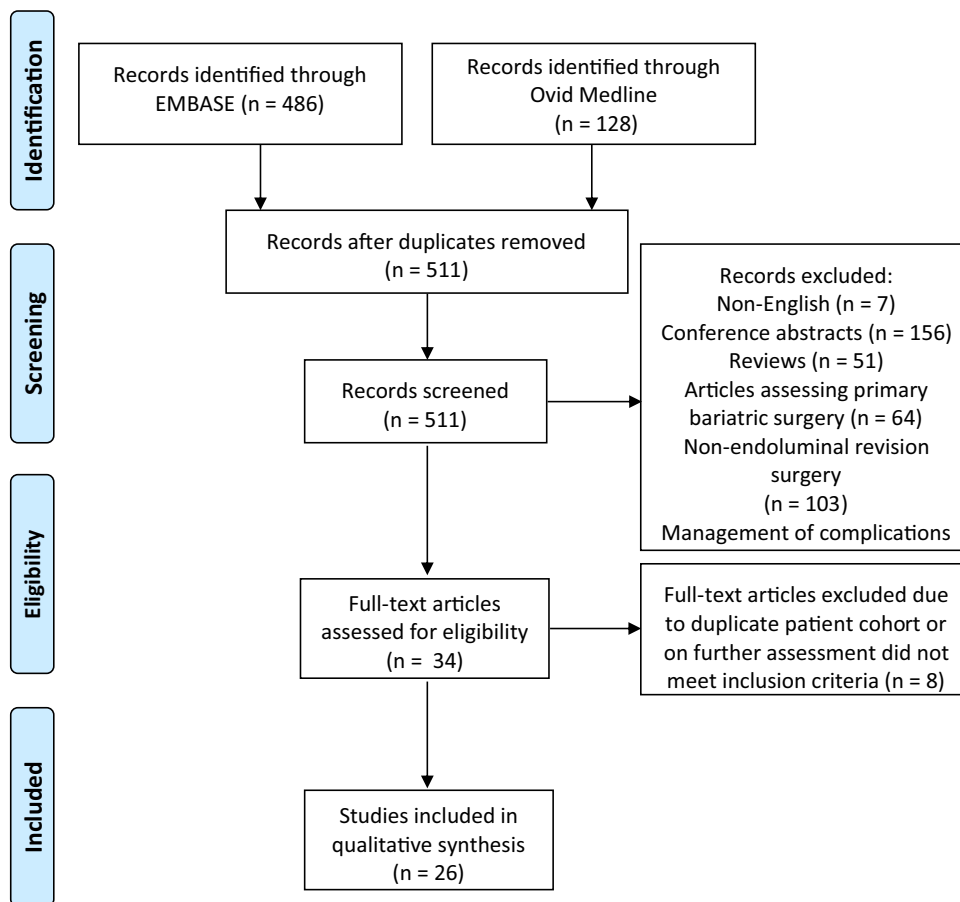 Identification
Records identified through
EMBASE (n = 486)
Records identified through
Ovid Medline
(n = 128)
Records after duplicates removed
(n = 511)
Screening
Records screened
(n = 511)
Records excluded:
Non-English (n = 7)
Conference abstracts (n = 156)
Reviews (n = 51)
Articles assessing primary
bariatric surgery (n = 64)
Non-endoluminal revision
surgery
(n = 103)
Management of complications
Eligibility
Full-text articles
assessed for eligibility
(n = 34)
Full-text articles excluded due
to duplicate patient cohort or
on further assessment did not
meet inclusion criteria (n = 8)
Included
Studies included in
qualitative synthesis
(n = 26)